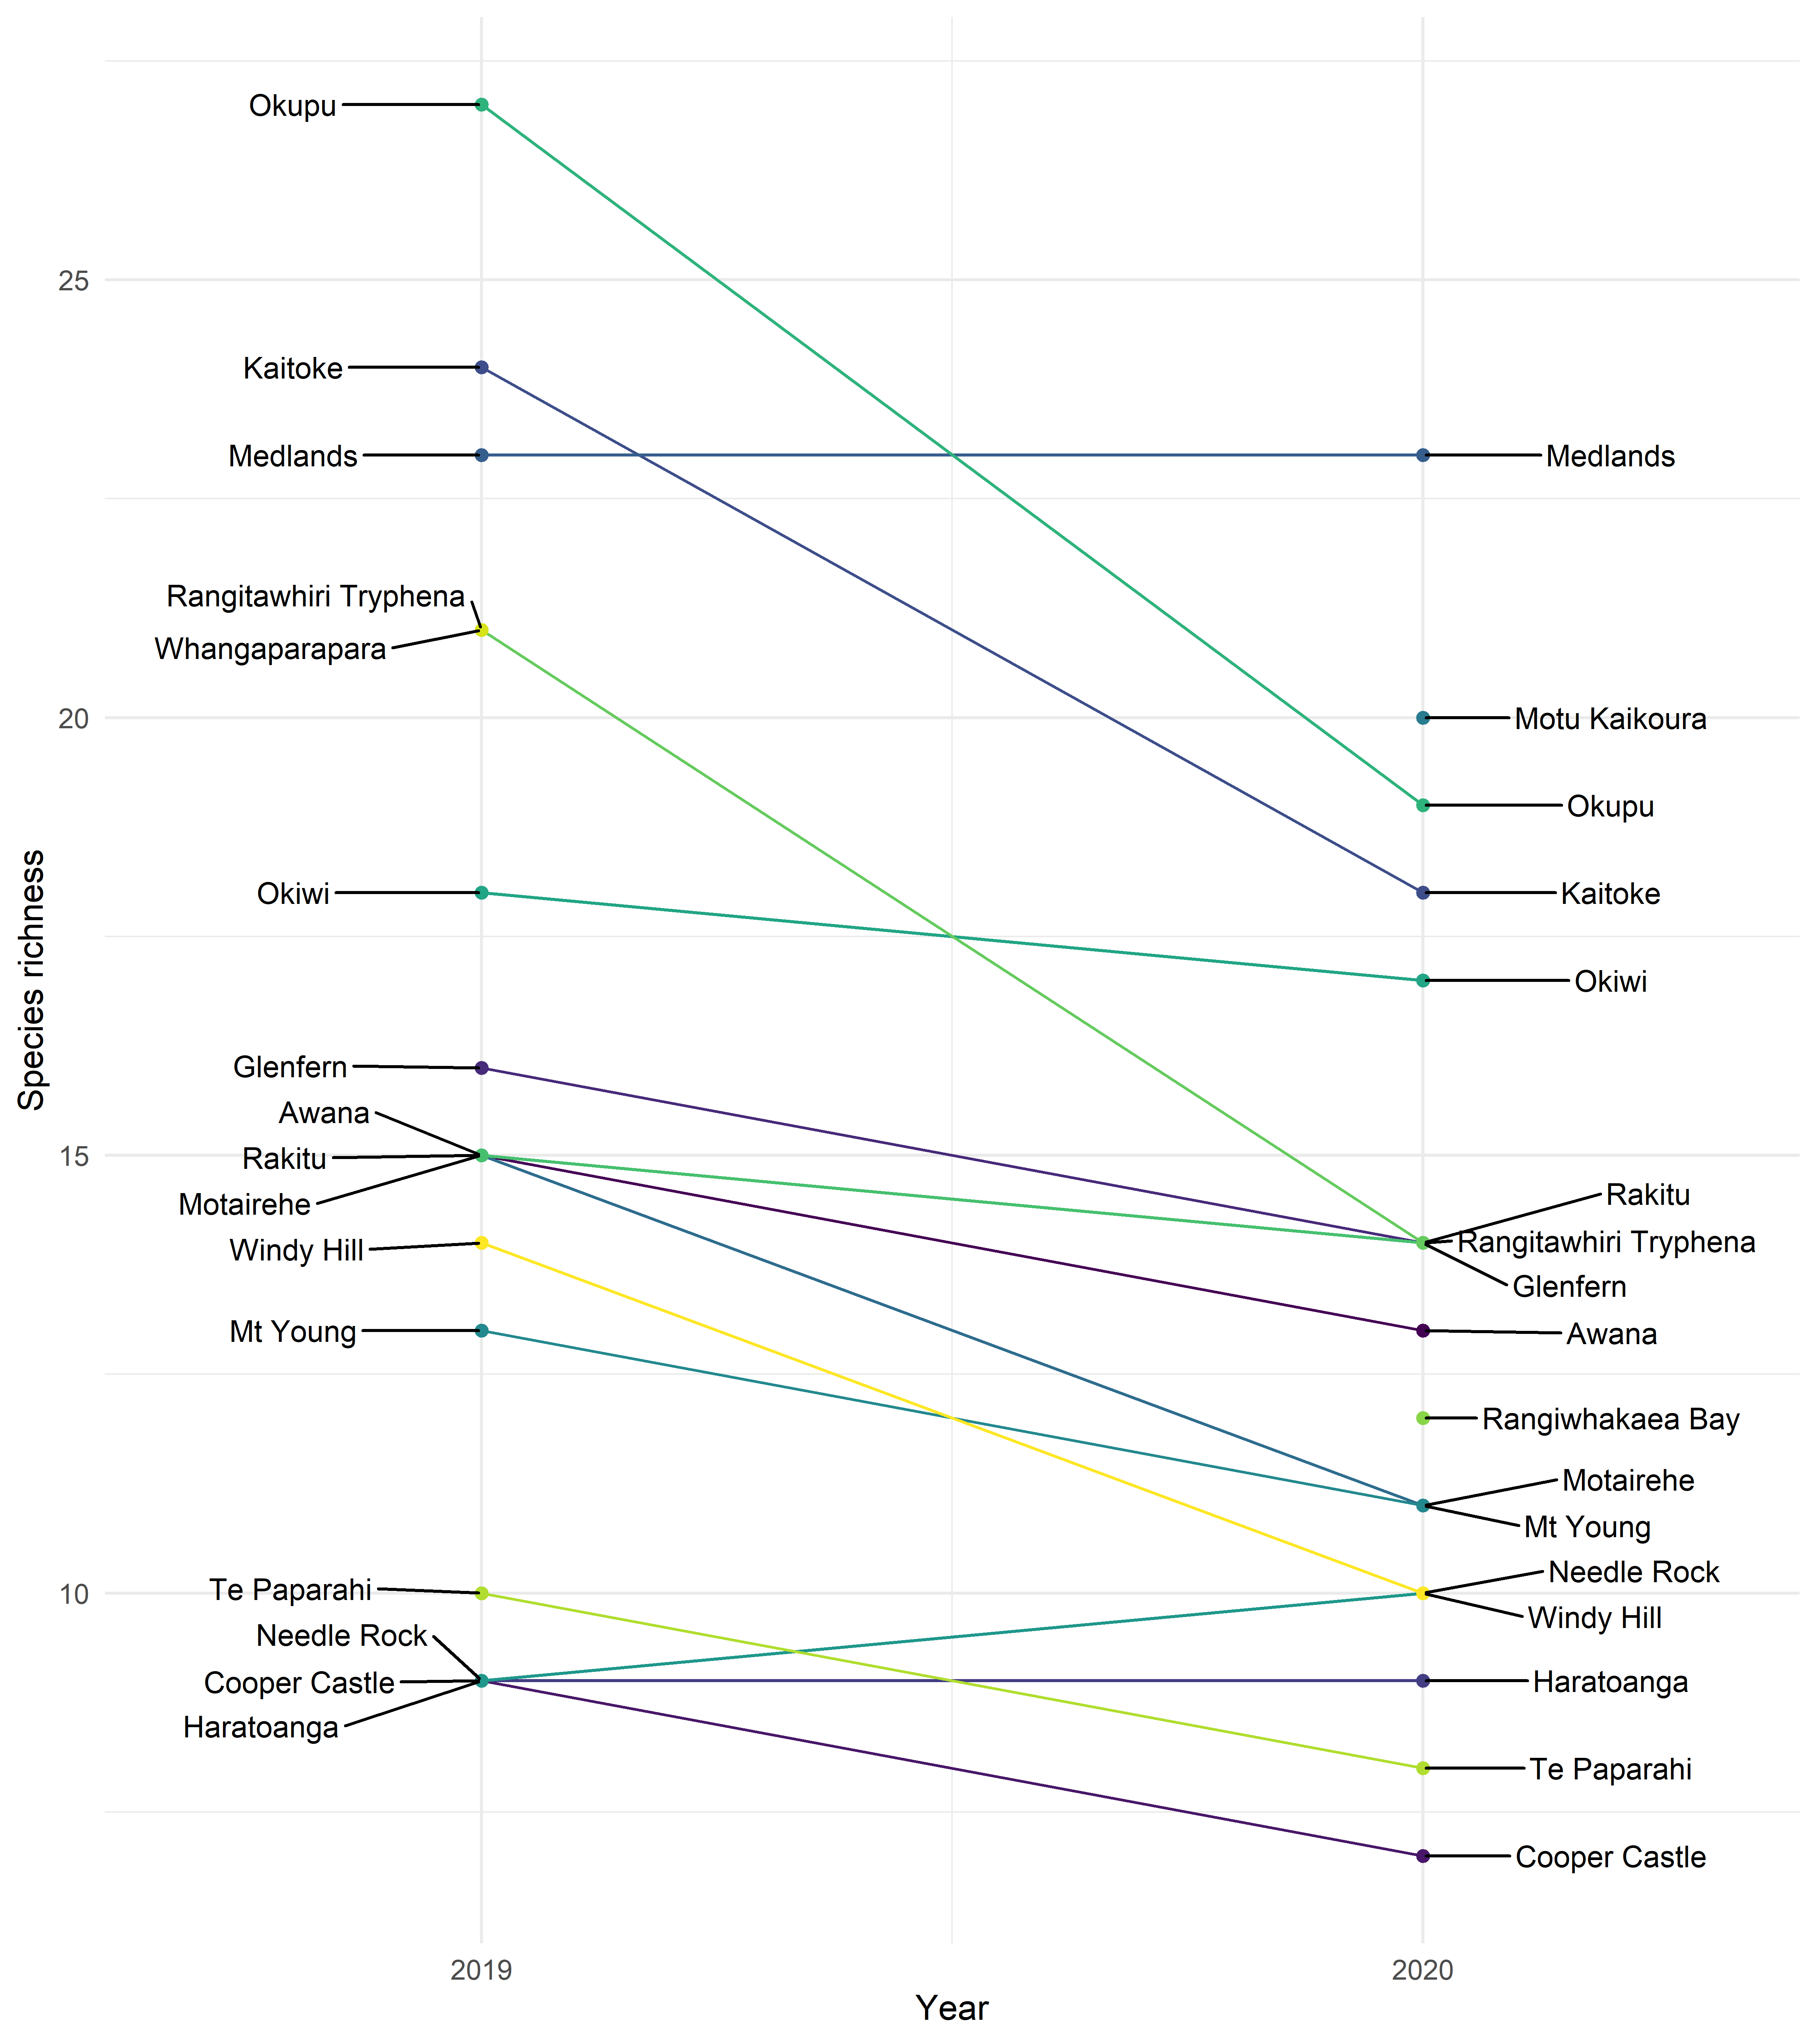 Okupu
25
Kaitoke
Medlands
Medlands
Rangitawhiri Tryphena
Whangaparapara
20
Motu Kaikoura
Okupu
Okiwi
Kaitoke
Okiwi
Species richness
Glenfern
Awana
15
Rakitu
Motairehe
Rakitu
Windy Hill
Rangitawhiri Tryphena
Glenfern
Mt Young
Awana
Rangiwhakaea Bay
Motairehe
Mt Young
Needle Rock
10
Te Paparahi
Windy Hill
Needle Rock
Cooper Castle
Haratoanga
Haratoanga
Te Paparahi
Cooper Castle
2019
2020
Year